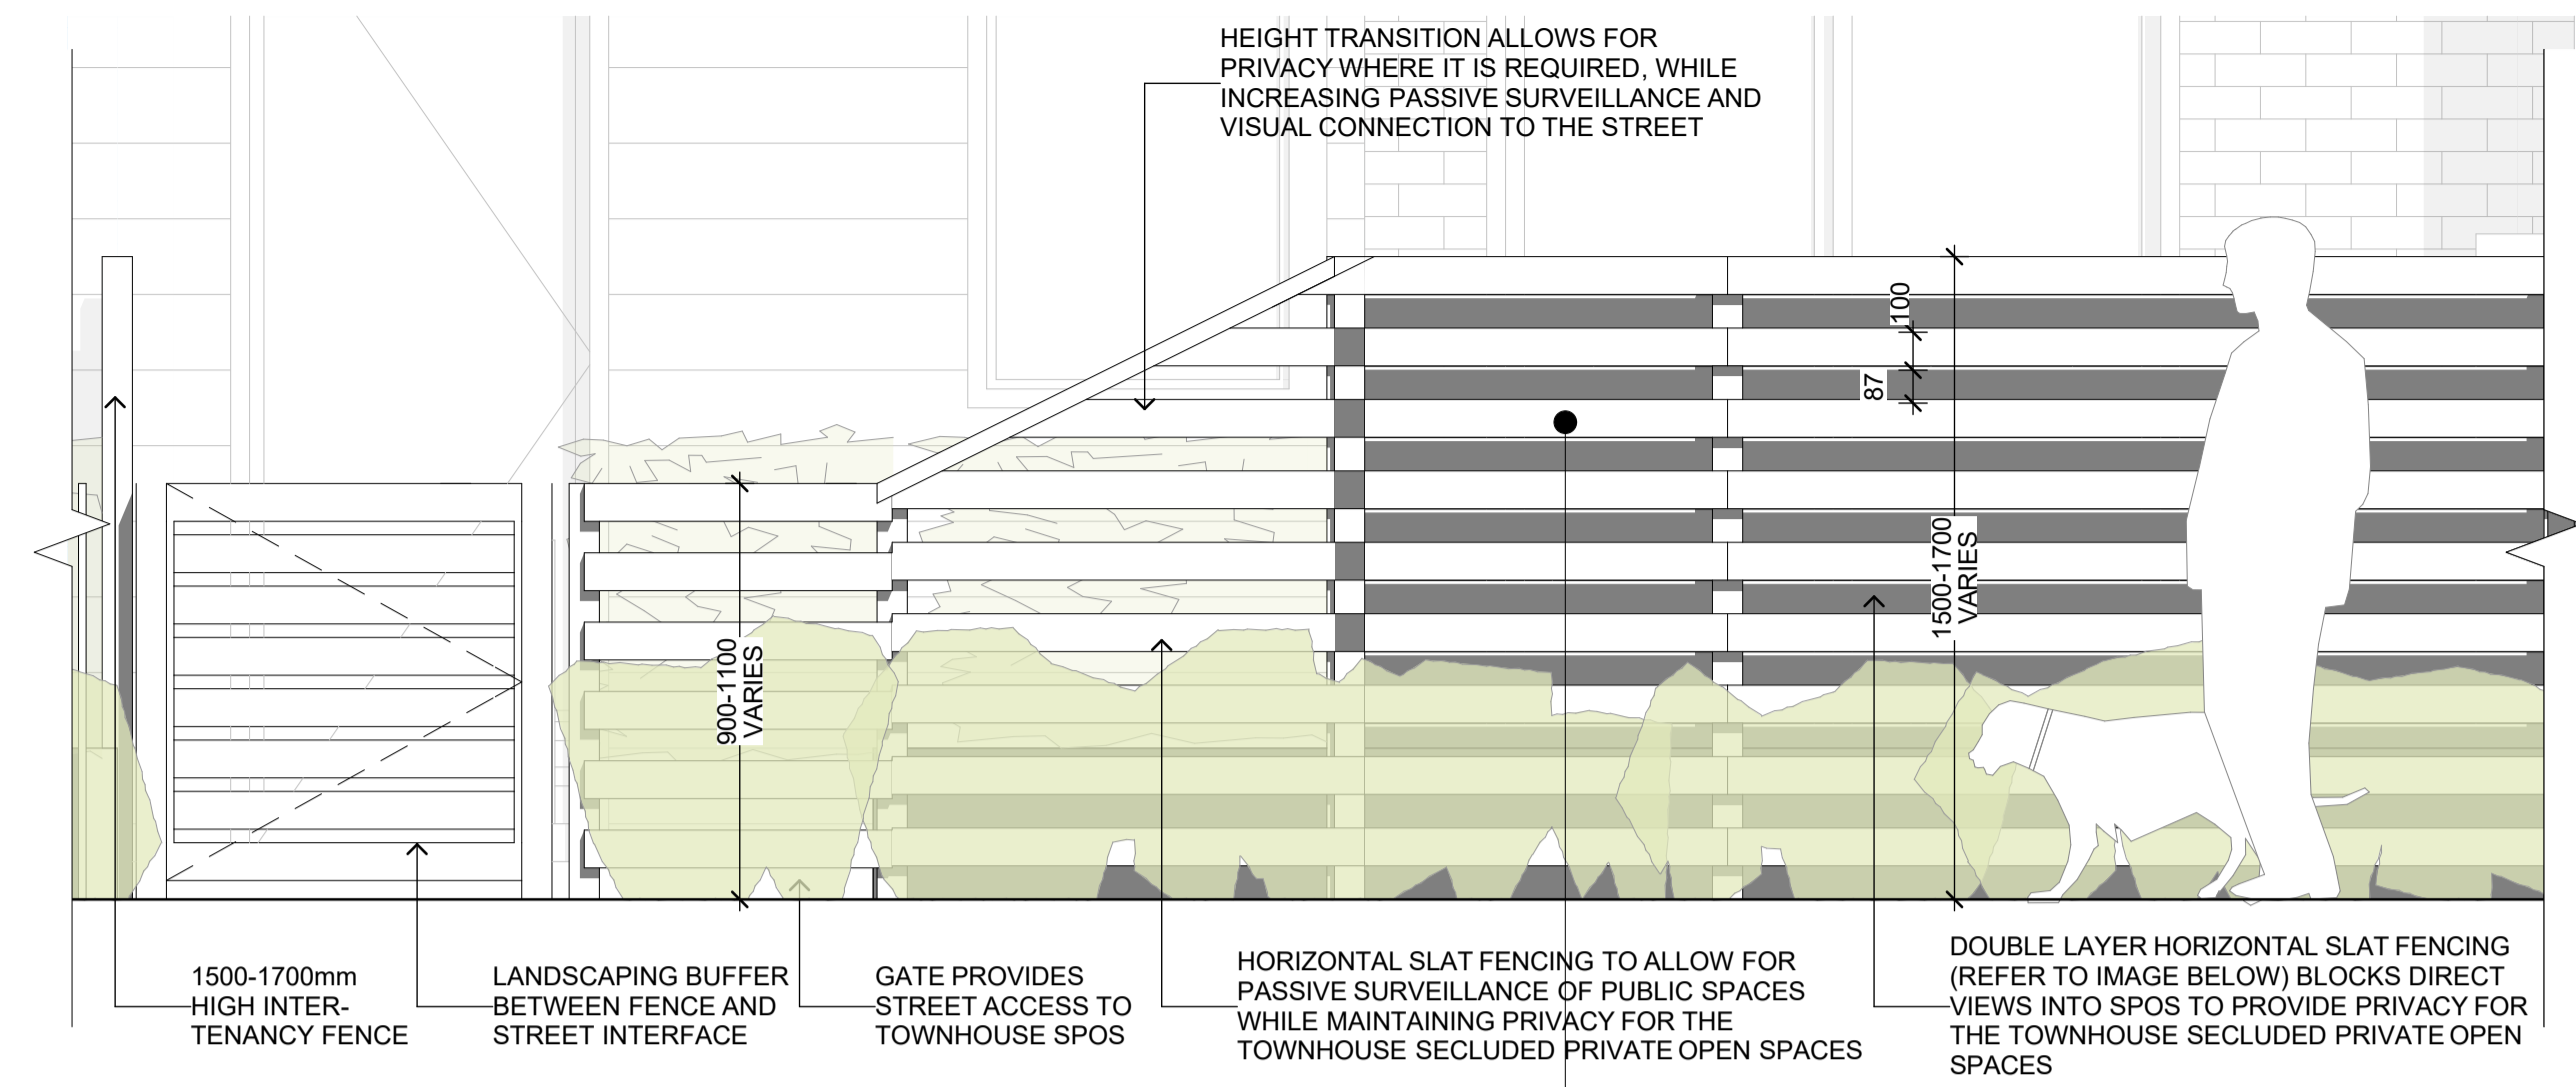 HEIGHT TRANSITION ALLOWS FOR
PRIVACY WHERE IT IS REQUIRED, WHILE
INCREASING PASSIVE SURVEILLANCE AND
VISUAL CONNECTION TO THE STREET
100
87
1500-1700
VARIES
900-1100
VARIES
1500-1700mm
HIGH INTER-
TENANCY FENCE
LANDSCAPING BUFFER
BETWEEN FENCE AND
STREET INTERFACE
GATE PROVIDES
STREET ACCESS TO
TOWNHOUSE SPOS
HORIZONTAL SLAT FENCING TO ALLOW FOR
PASSIVE SURVEILLANCE OF PUBLIC SPACES
WHILE MAINTAINING PRIVACY FOR THE
TOWNHOUSE SECLUDED PRIVATE OPEN SPACES
DOUBLE LAYER HORIZONTAL SLAT FENCING
(REFER TO IMAGE BELOW) BLOCKS DIRECT
VIEWS INTO SPOS TO PROVIDE PRIVACY FOR
THE TOWNHOUSE SECLUDED PRIVATE OPEN
SPACES